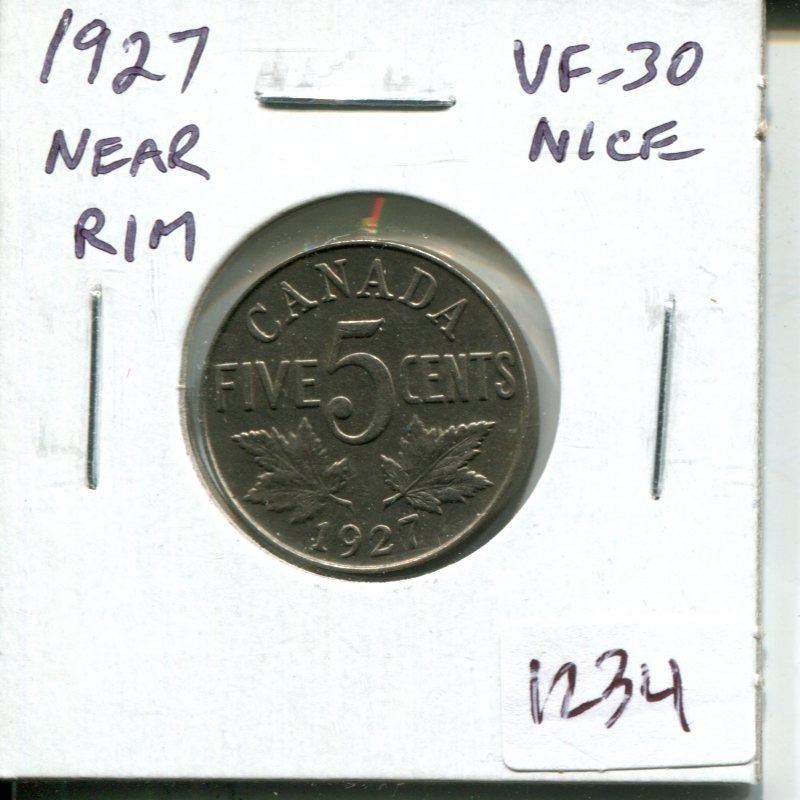 1927
NEAR
RIM
VF-30
NICE
CANADA
FIVE 5 CENTS
1927
1234